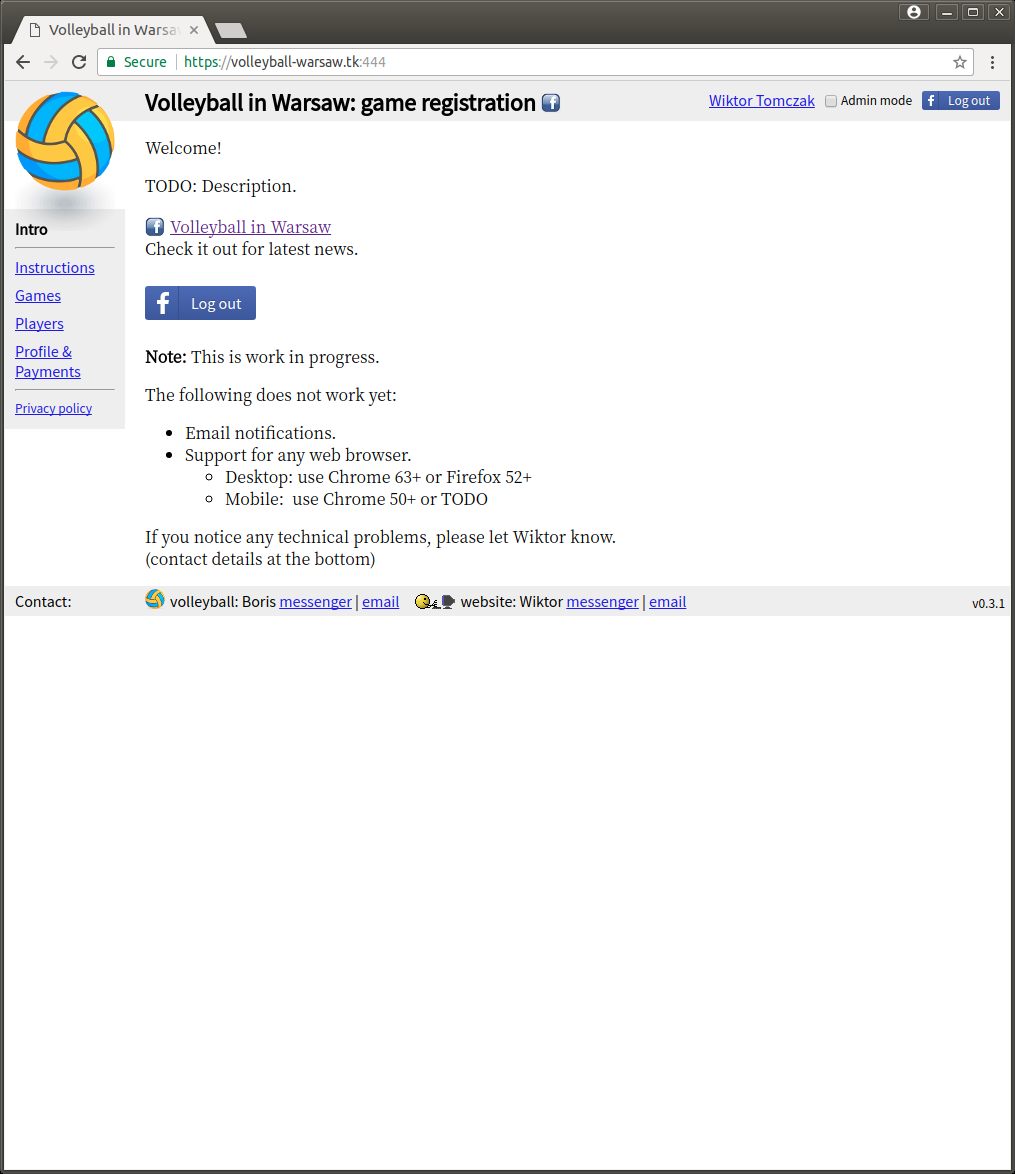 Volleyball in Warsa
Secure https://volleyball-warsaw.tk:444
Volleyball in Warsaw: game registration
Wiktor Tomczak Admin mode Log out
Intro
Instructions
Games
Players
Profile &
Payments
Privacy policy
Welcome!
TODO: Description.
Volleyball in Warsaw
Check it out for latest news.
Log out
Note: This is work in progress.
The following does not work yet:
Email notifications.
Support for any web browser.
Desktop: use Chrome 63+ or Firefox 52+
Mobile: use Chrome 50+ or TODO
If you notice any technical problems, please let Wiktor know.
(contact details at the bottom)
Contact: volleyball: Boris messenger | email website: Wiktor messenger | email v0.3.1